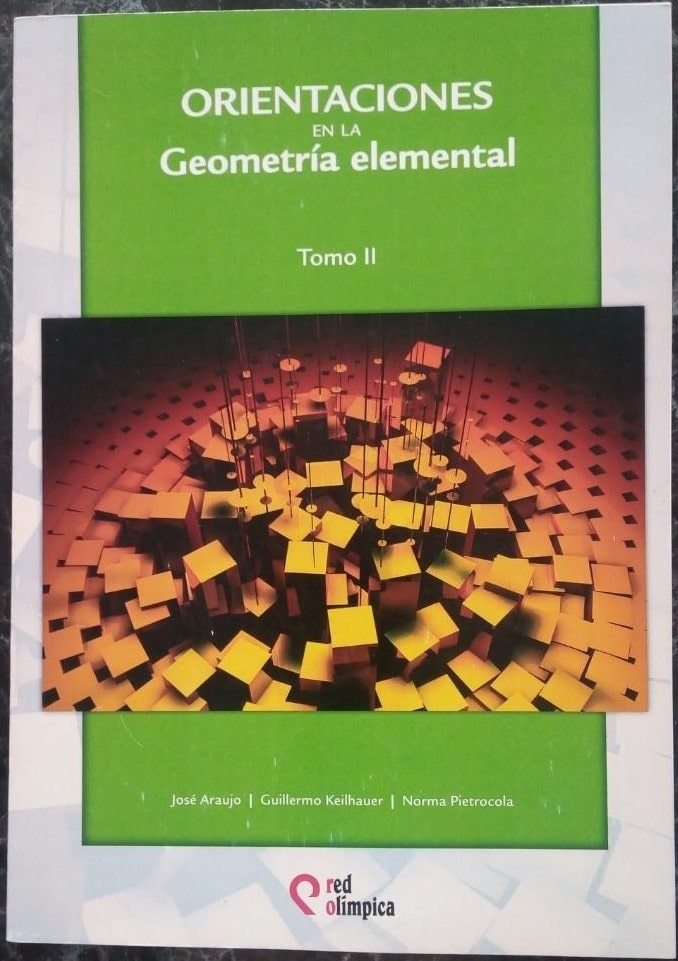 ORIENTACIONES
EN LA
Geometría elemental
Tomo II
José Araujo | Guillermo Keilhauer | Norma Pietrocola
red
olímpica